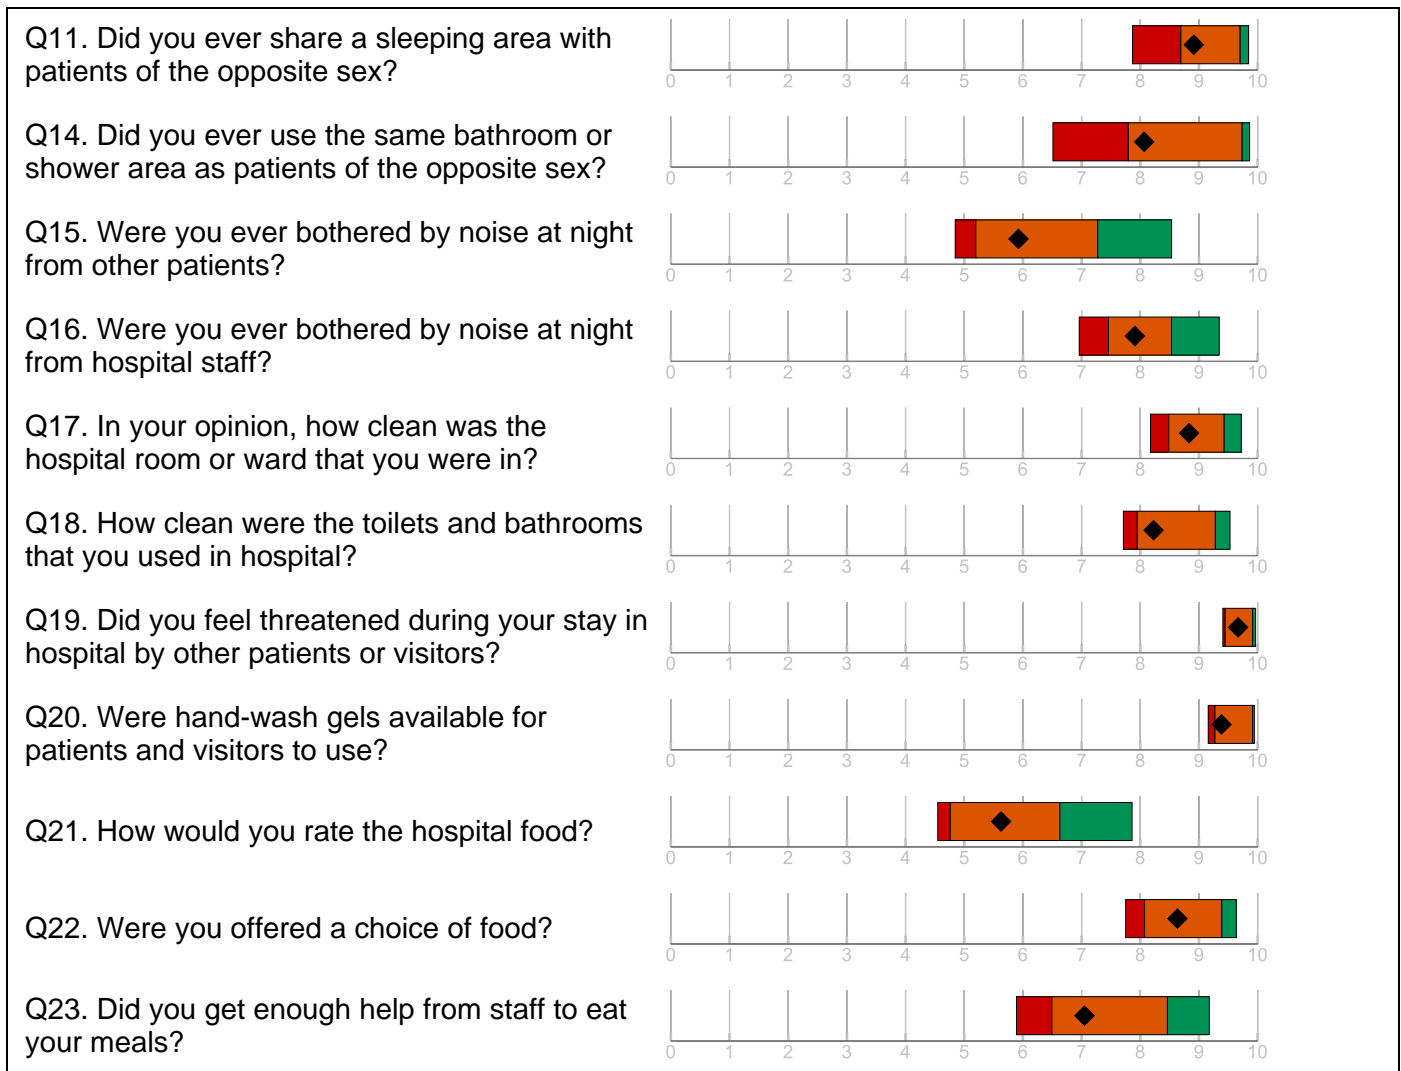 Q11. Did you ever share a sleeping area with
patients of the opposite sex?
0 1 2 3 4 5 6 7 8 9 10
Q14. Did you ever use the same bathroom or
shower area as patients of the opposite sex?
0 1 2 3 4 5 6 7 8 9 10
Q15. Were you ever bothered by noise at night
from other patients?
0 1 2 3 4 5 6 7 8 9 10
Q16. Were you ever bothered by noise at night
from hospital staff?
0 1 2 3 4 5 6 7 8 9 10
Q17. In your opinion, how clean was the
hospital room or ward that you were in?
0 1 2 3 4 5 6 7 8 9 10
Q18. How clean were the toilets and bathrooms
that you used in hospital?
0 1 2 3 4 5 6 7 8 9 10
Q19. Did you feel threatened during your stay in
hospital by other patients or visitors?
0 1 2 3 4 5 6 7 8 9 10
Q20. Were hand-wash gels available for
patients and visitors to use?
0 1 2 3 4 5 6 7 8 9 10
Q21. How would you rate the hospital food?
0 1 2 3 4 5 6 7 8 9 10
Q22. Were you offered a choice of food?
0 1 2 3 4 5 6 7 8 9 10
Q23. Did you get enough help from staff to eat
your meals?
0 1 2 3 4 5 6 7 8 9 10